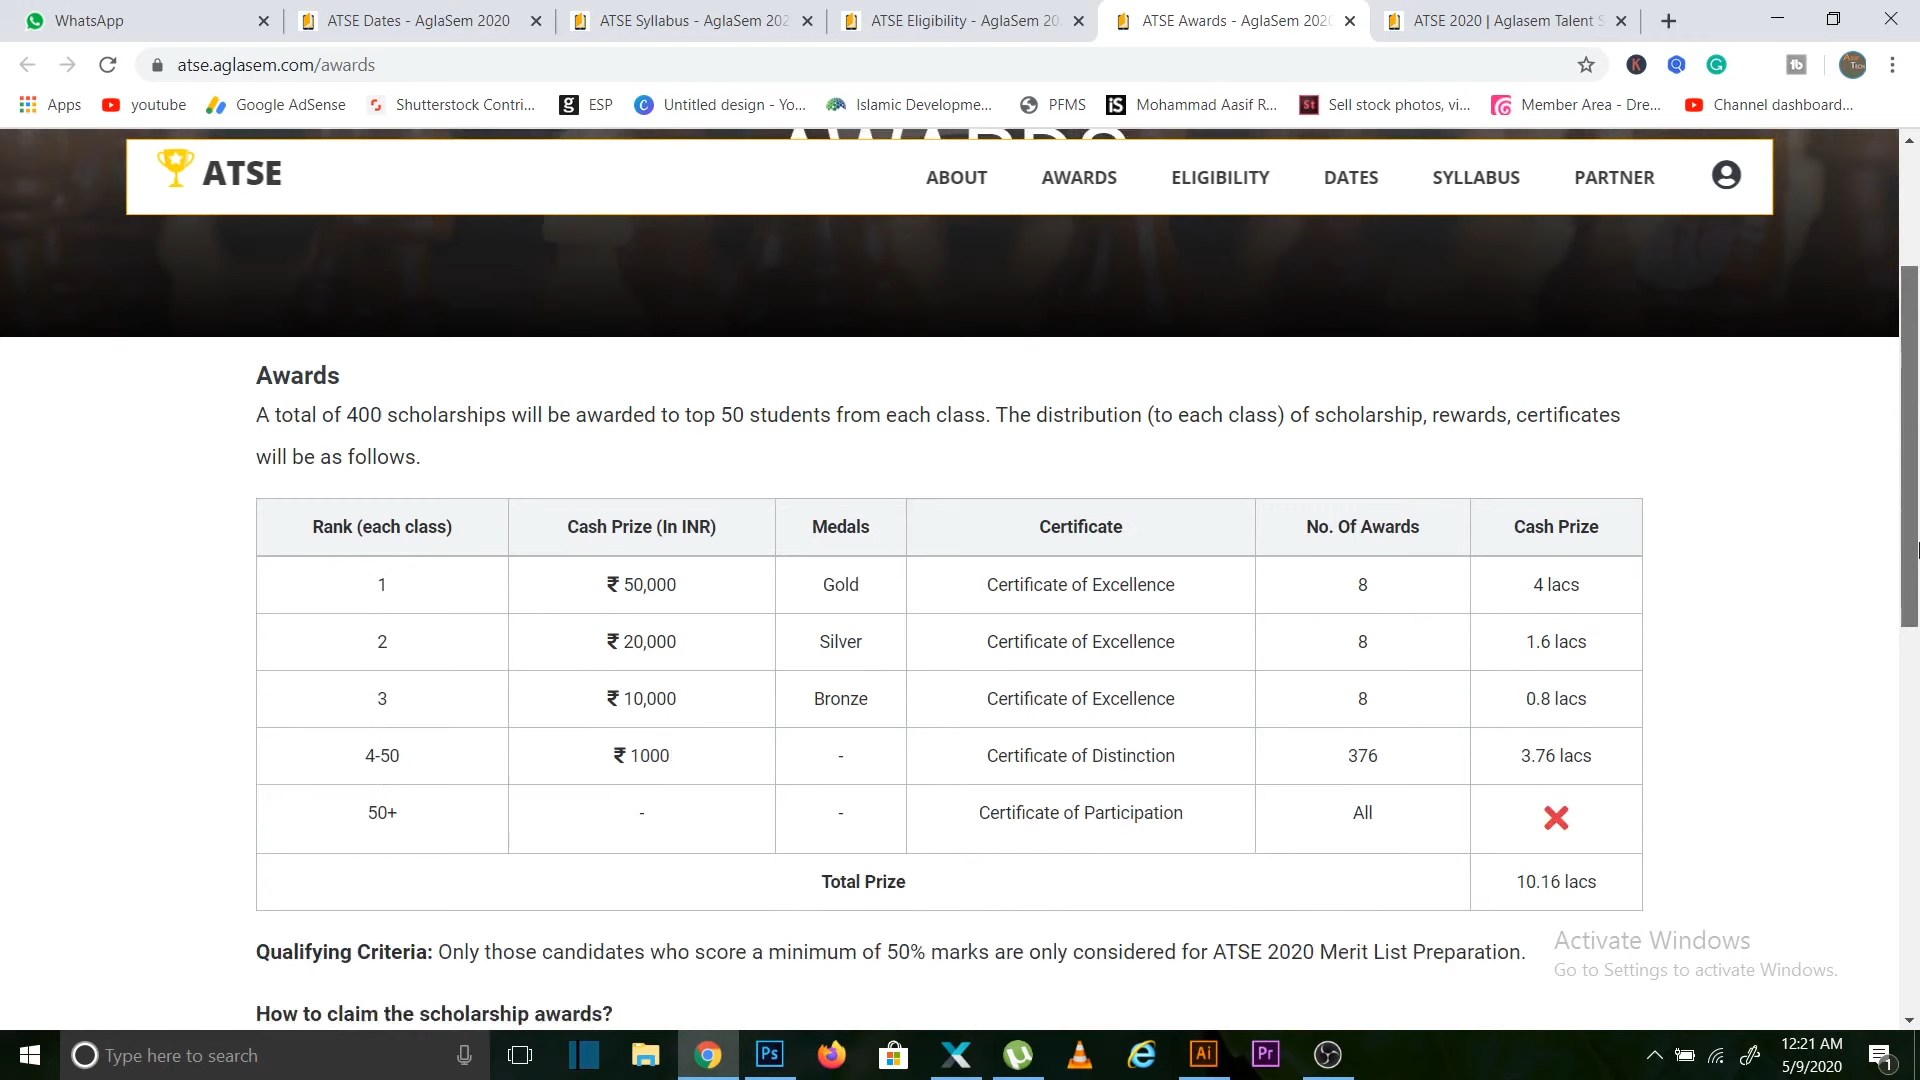 WhatsApp
ATSE Dates - AglaSem 2020
ATSE Syllabus - AglaSem 202
ATSE Eligibility - AglaSem 20
ATSE Awards - AglaSem 2020
ATSE 2020 | Aglasem Talent S
atse.aglasem.com/awards
Apps
youtube
Google AdSense
Shutterstock Contri...
ESP
Untitled design - Yo...
Islamic Developme...
PFMS
Mohammad Aasif R...
Sell stock photos, vi...
Member Area - Dre...
Channel dashboard...
AWARDS
ATSE
ABOUT
AWARDS
ELIGIBILITY
DATES
SYLLABUS
PARTNER
Awards
A total of 400 scholarships will be awarded to top 50 students from each class. The distribution (to each class) of scholarship, rewards, certificates
will be as follows.
Rank (each class) Cash Prize (In INR) Medals Certificate No. Of Awards Cash Prize
1 ₹ 50,000 Gold Certificate of Excellence 8 4 lacs
2 ₹ 20,000 Silver Certificate of Excellence 8 1.6 lacs
3 ₹ 10,000 Bronze Certificate of Excellence 8 0.8 lacs
4-50 ₹ 1000 - Certificate of Distinction 376 3.76 lacs
50+ - - Certificate of Participation All ❌
Total Prize 10.16 lacs
Qualifying Criteria: Only those candidates who score a minimum of 50% marks are only considered for ATSE 2020 Merit List Preparation.
How to claim the scholarship awards?
Activate Windows
Go to Settings to activate Windows.
Type here to search
Ps
Ai
Pr
12:21 AM
5/9/2020
1